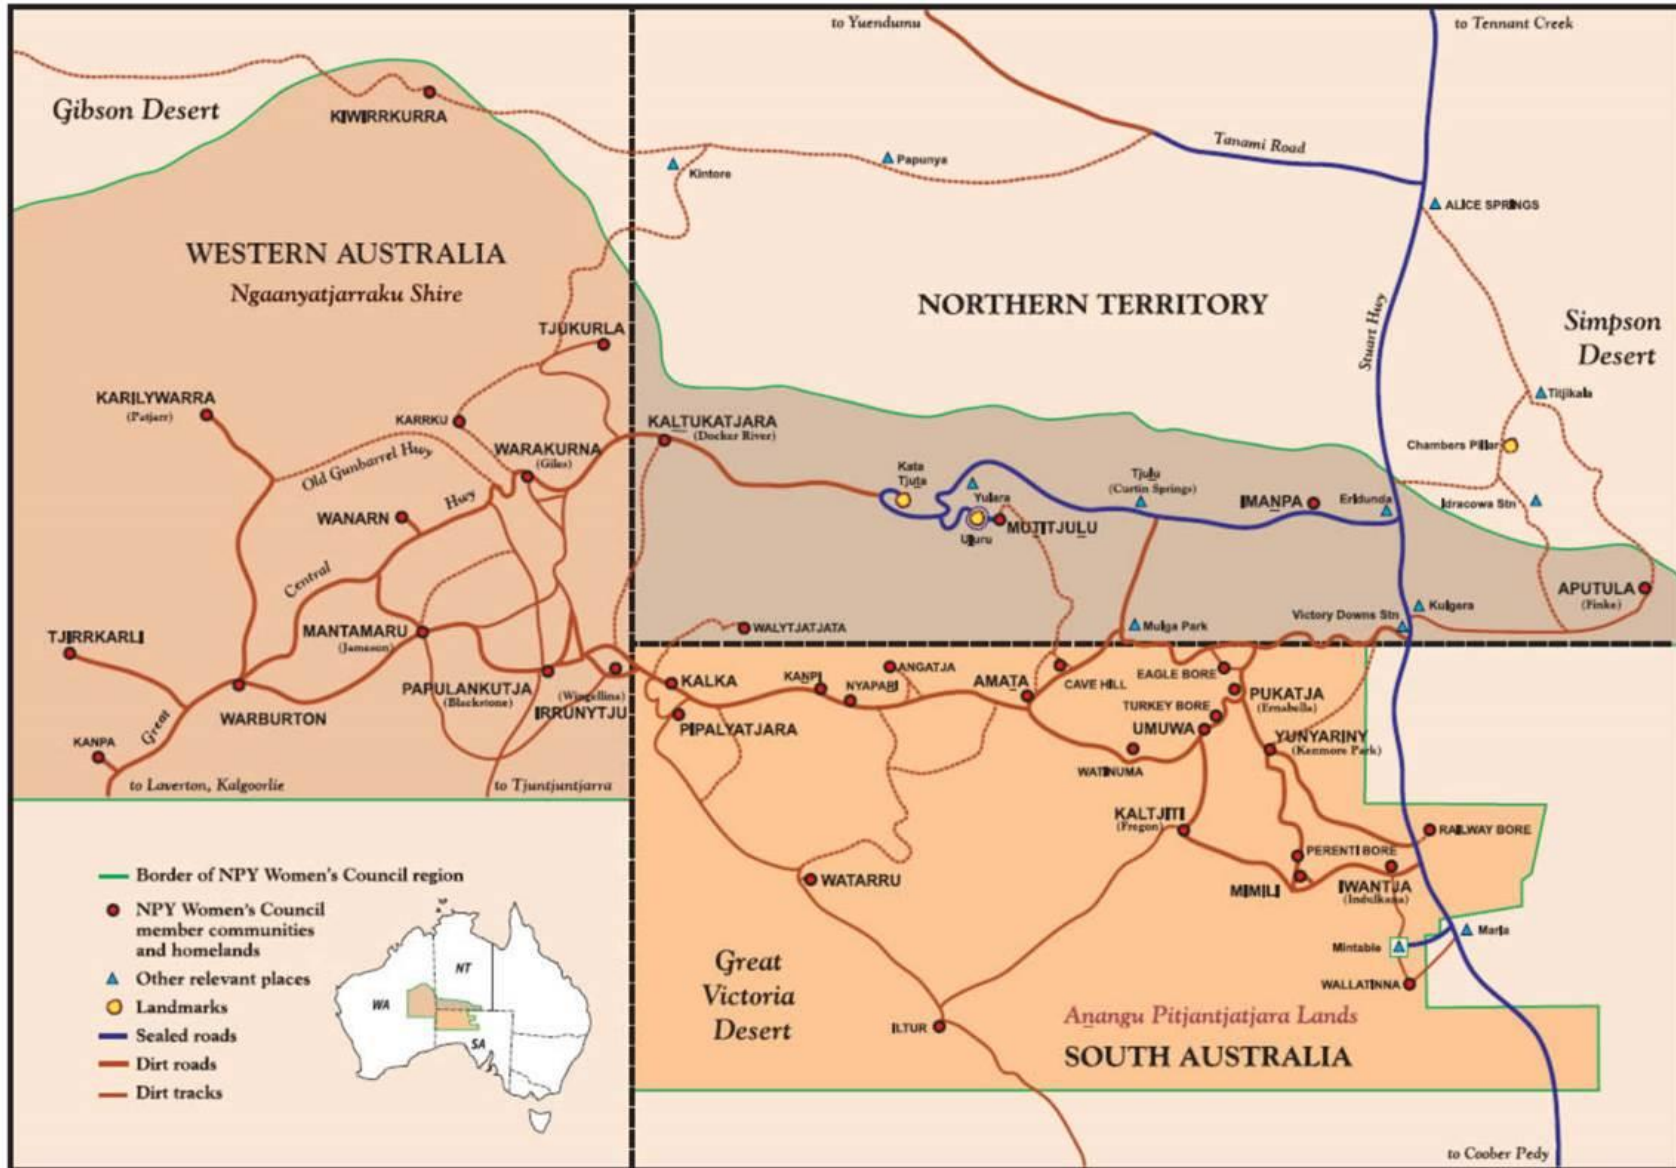 to Yuendumu
to Tennant Creek
Gibson Desert
KIWIRRKURRA
Tanami Road
Papunya
Kintore
ALICE SPRINGS
WESTERN AUSTRALIA
Ngaanyatjarraku Shire
NORTHERN TERRITORY
Stuart Hwy
Simpson
Desert
TJUKURLA
Titjikala
KARILYWARRA
(Patjarr)
KARRKU
KALTUKATJARA
(Docker River)
WARAKURNA
(Giles)
Old Gunbarrel Hwy
Chambers Pillar
Kata
Tjuta
Yulara
Tjulu
(Curtin Springs)
IMANPA
Erldunda
Idracowa Stn
Hwy
WANARN
MUTITJULU
Uluru
Central
APUTULA
(Finke)
Kulgera
Victory Downs Stn
Mulga Park
WALYTJATJATA
TJIRRKARLI
MANTAMARU
(Jameson)
ANGATJA
KANPI
NYAPARI
AMATA
CAVE HILL
EAGLE BORE
KALKA
PAPULANKUTJA
(Blackstone)
(Wingellina)
IRRUNYTJU
PUKATJA
(Ernabella)
TURKEY BORE
UMUWA
WARBURTON
Great
PIPALYATJARA
YUNYARINY
(Kenmore Park)
KANPA
WATINUMA
to Laverton, Kalgoorlie
to Tjuntjuntjarra
KALTJITI
(Fregon)
RAILWAY BORE
PERENTI BORE
MIMILI
IWANTJA
(Indulkana)
WATARRU
Border of NPY Women's Council region
NPY Women's Council
member communities
and homelands
Other relevant places
Landmarks
Sealed roads
Dirt roads
Dirt tracks
WA
NT
SA
Marla
Mintabie
WALLATINNA
Great
Victoria
Desert
ILTUR
Anangu Pitjantjatjara Lands
SOUTH AUSTRALIA
to Coober Pedy